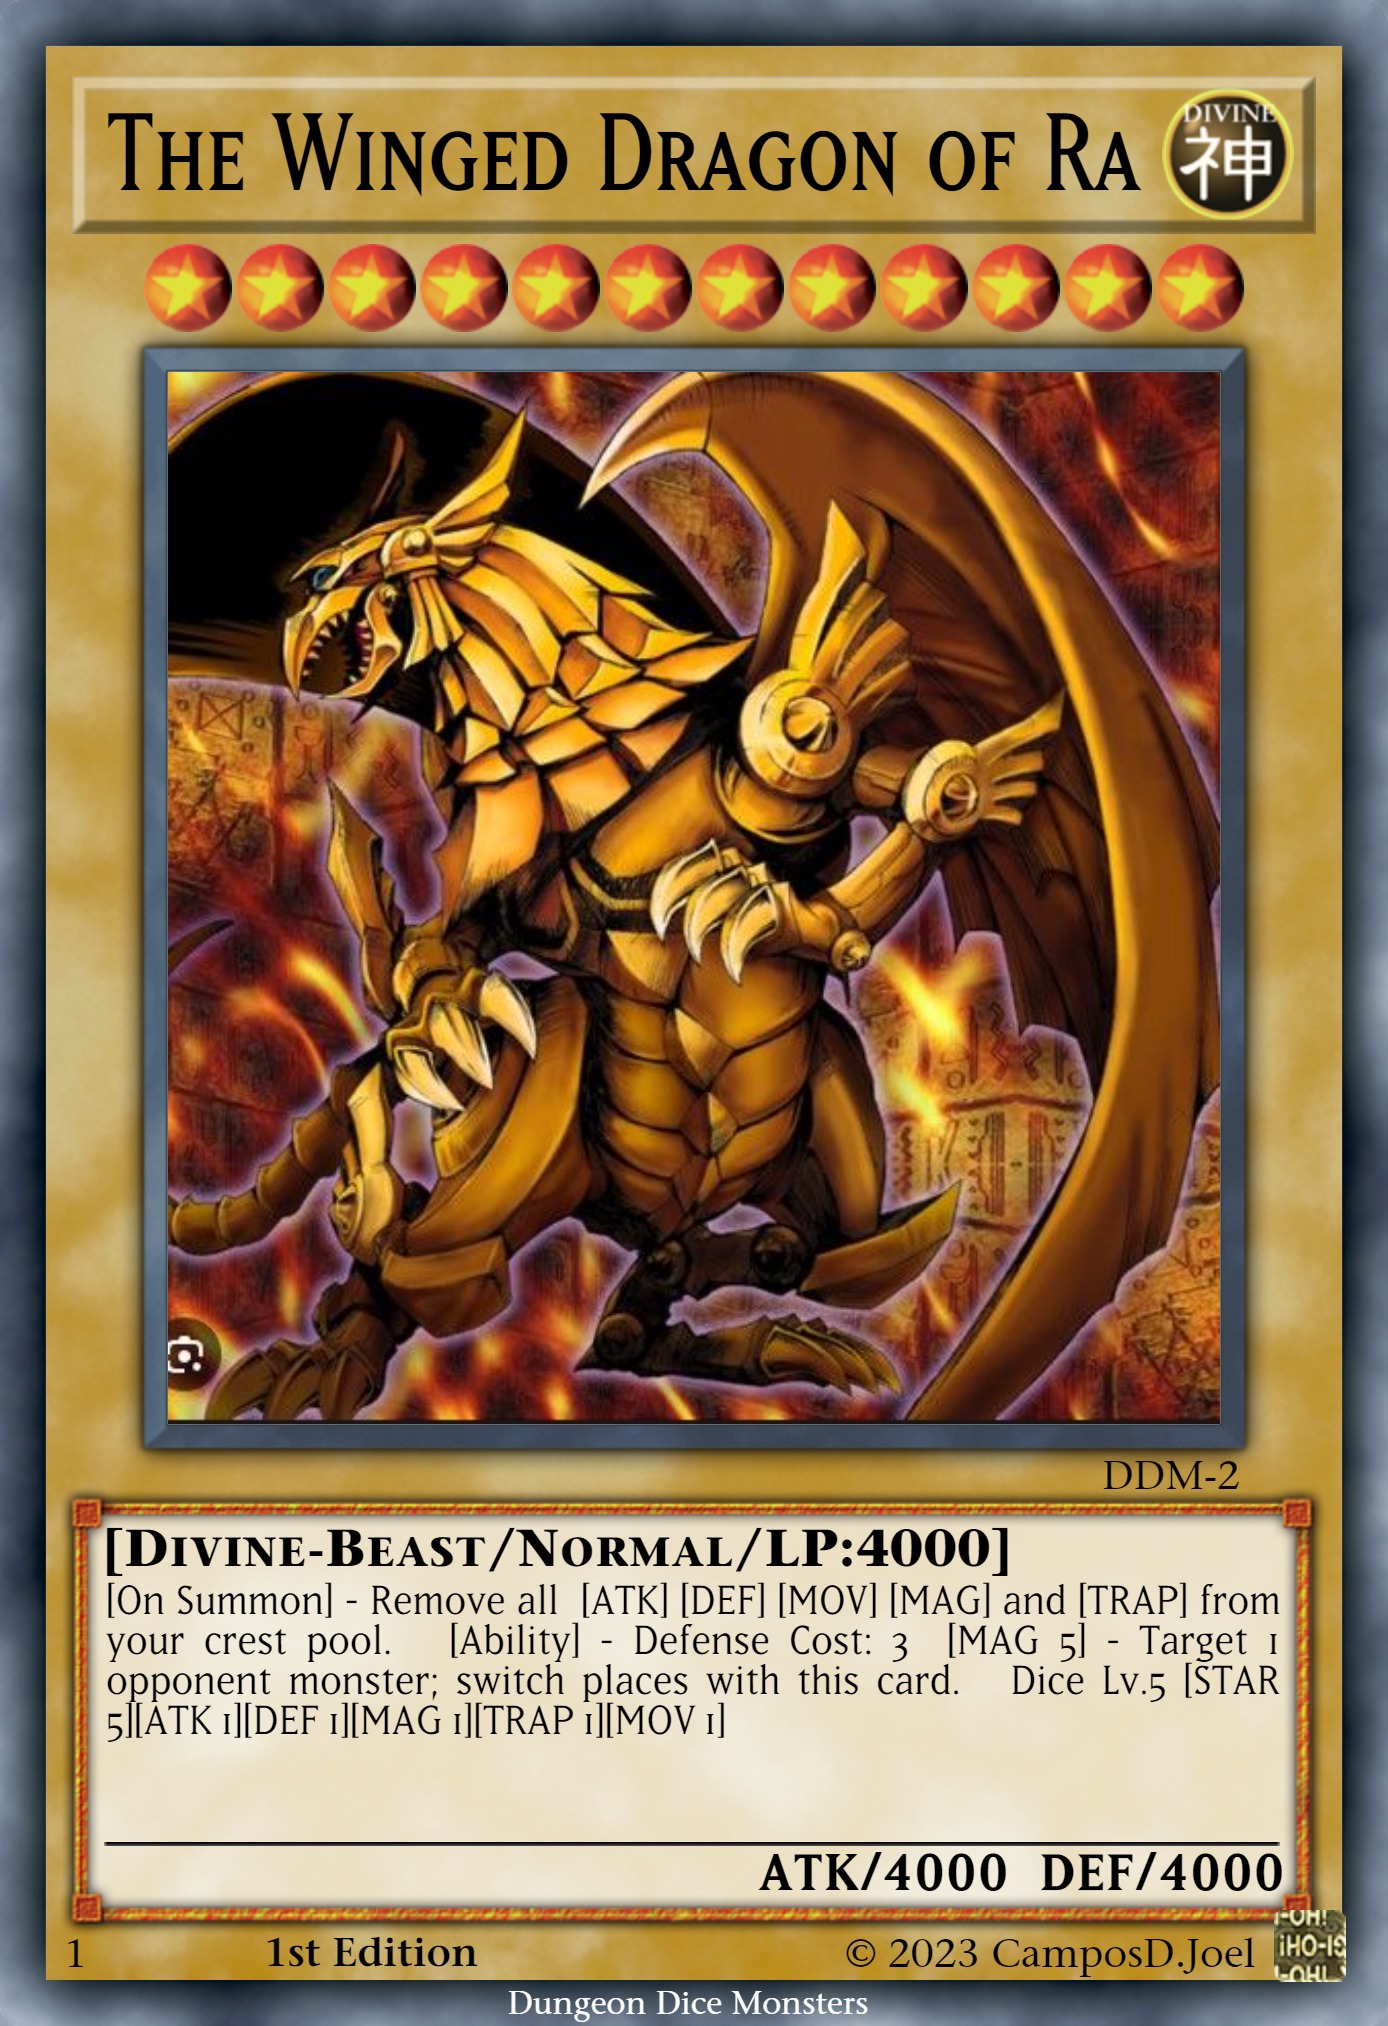 The Winged Dragon of Ra
DIVINE
神
DDM-2
[Divine-Beast/Normal/LP:4000]
[On Summon] - Remove all [ATK] [DEF] [MOV] [MAG] and [TRAP] from
your crest pool. [Ability] - Defense Cost: 3 [MAG 5] - Target 1
opponent monster; switch places with this card. Dice Lv.5 [STAR
5][ATK 1][DEF 1][MAG 1][TRAP 1][MOV 1]
ATK/4000 DEF/4000
1 1st Edition © 2023 CamposD.Joel
Dungeon Dice Monsters